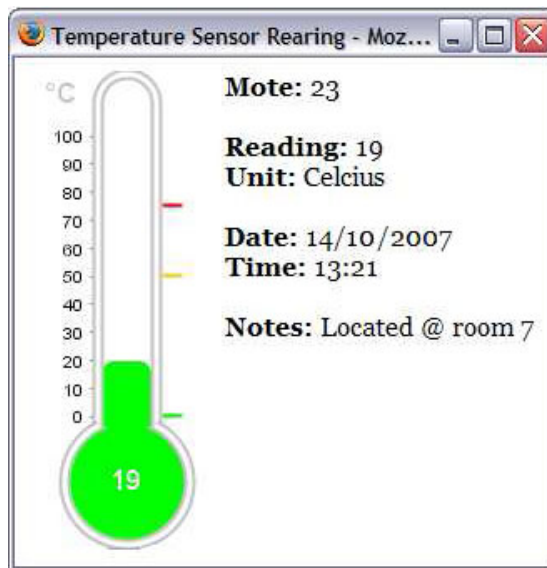 Temperature Sensor Rearing - Moz...
°C
100
90
80
70
60
50
40
30
20
10
0
19
Mote: 23
Reading: 19
Unit: Celcius
Date: 14/10/2007
Time: 13:21
Notes: Located @ room 7